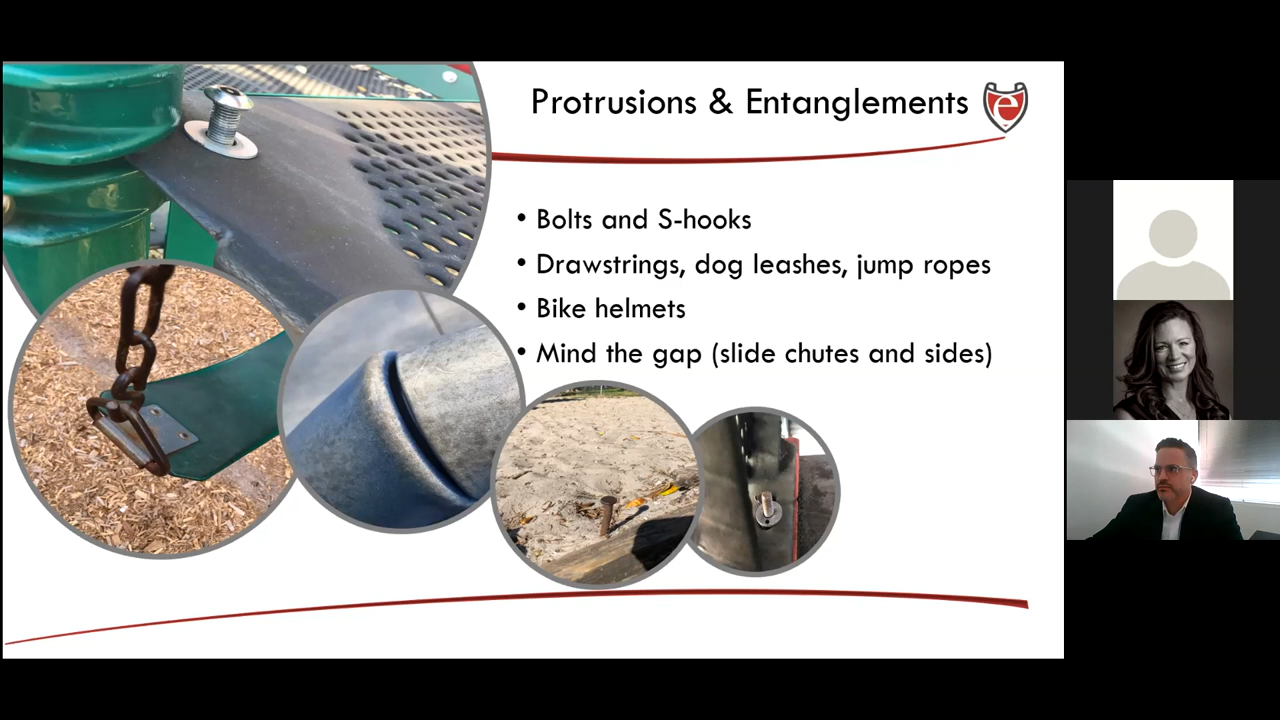 Protrusions & Entanglements
e
• Bolts and S-hooks
• Drawstrings, dog leashes, jump ropes
• Bike helmets
• Mind the gap (slide chutes and sides)